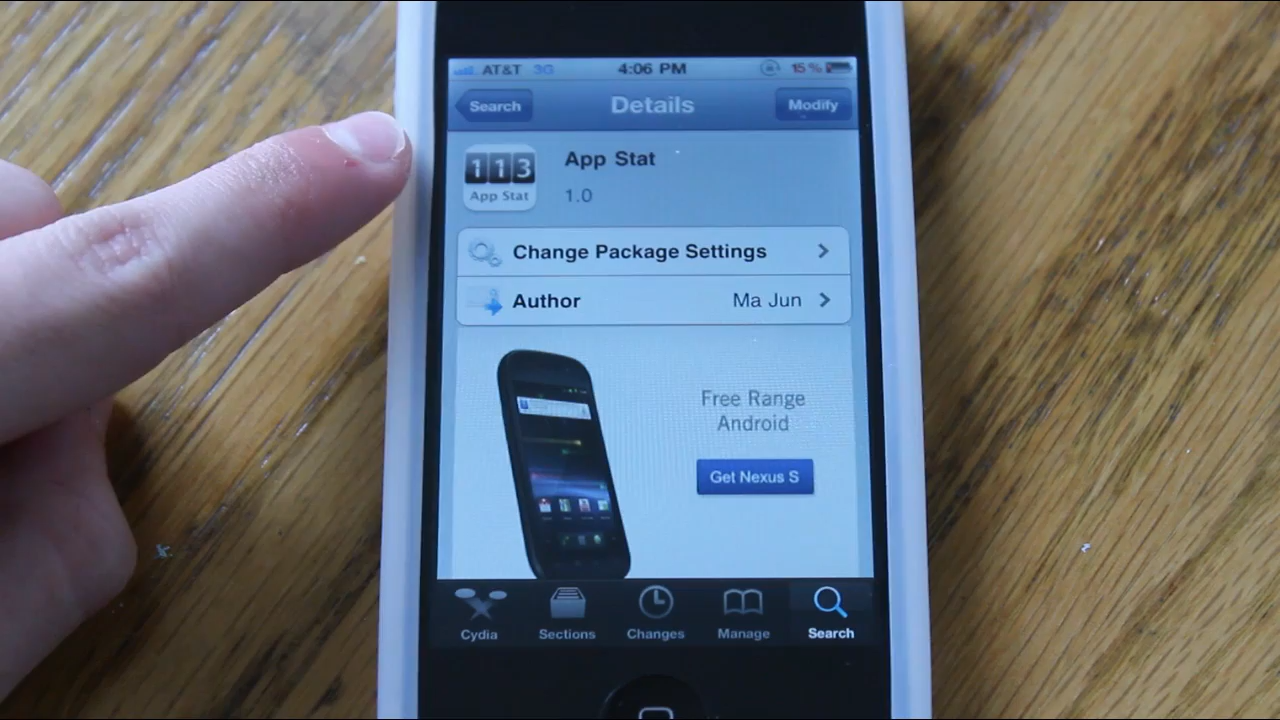 AT&T 3G 4:06 PM 15%
Search Details Modify
113
App Stat
App Stat
1.0
Change Package Settings
Author Ma Jun
Free Range
Android
Get Nexus S
Cydia Sections Changes Manage Search